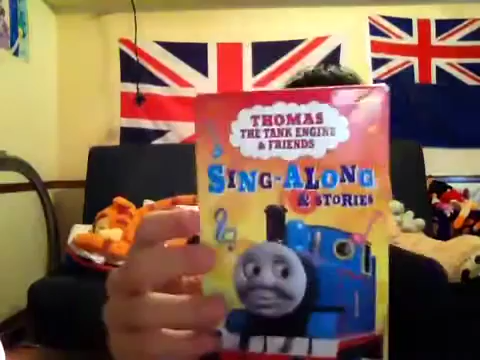 THOMAS
THE TANK ENGINE
& FRIENDS
SING-ALONG
& STORIES